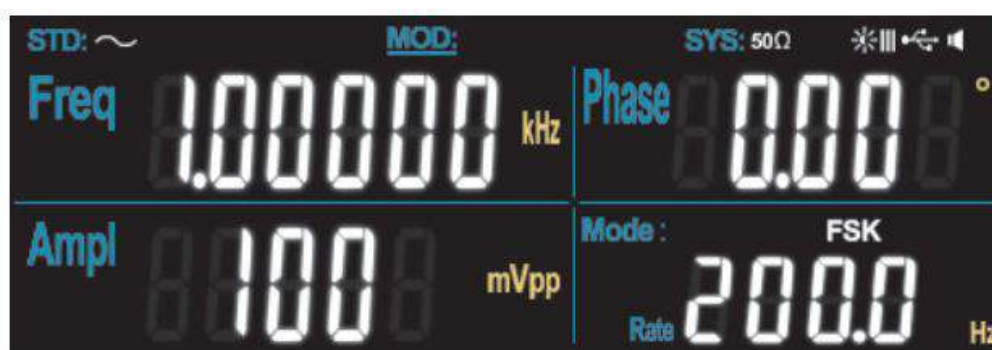 STD: MOD: SYS: 50Ω
Freq 1.00000 kHz Phase 0.00 °
Ampl 100 mVpp
Mode : FSK
Rate 200.0 Hz